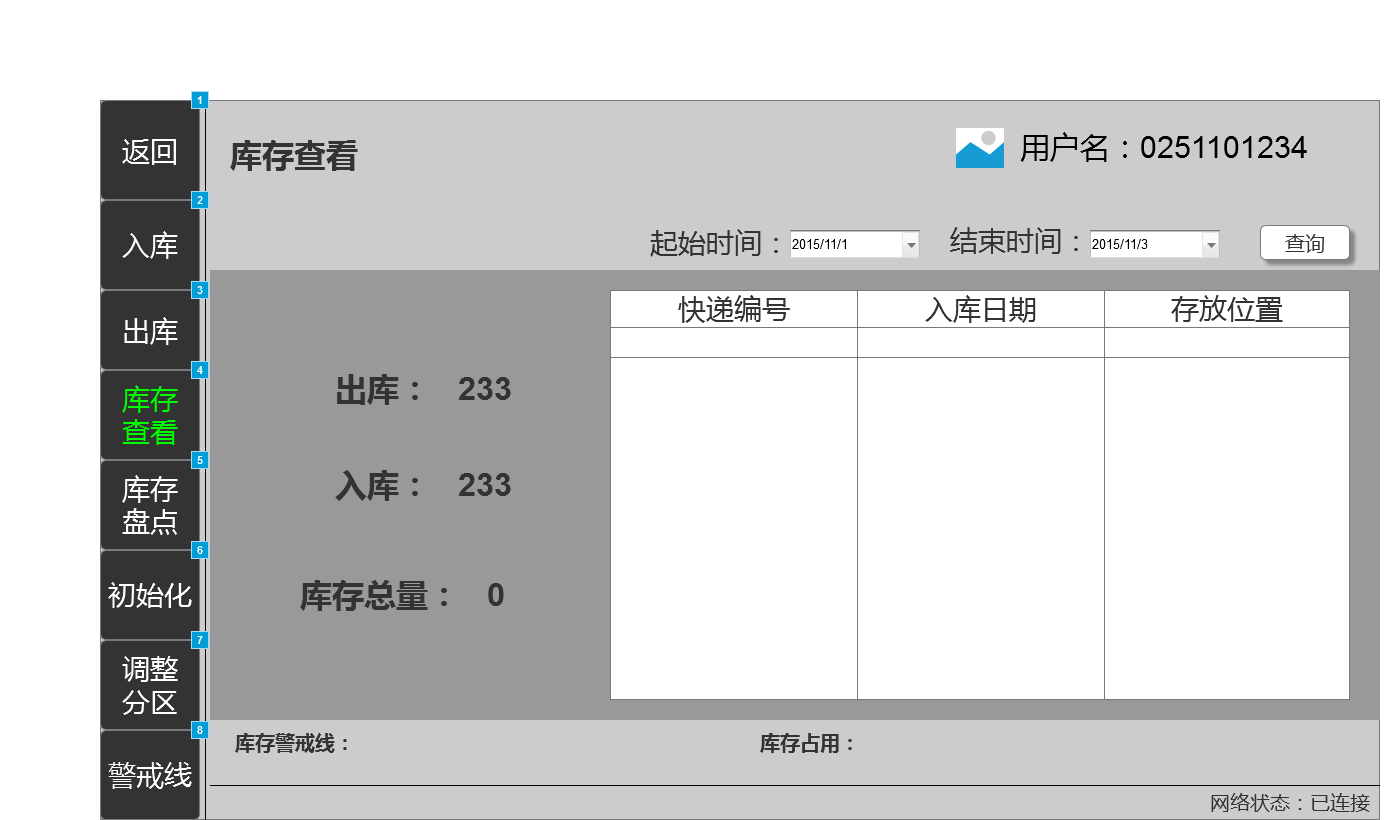 1
返回
2
入库
3
出库
4
库存
查看
5
库存
盘点
6
初始化
7
调整
分区
8
警戒线
库存查看
用户名：0251101234
起始时间： 2015/11/1 结束时间： 2015/11/3 查询
出库： 233
入库： 233
库存总量： 0
快递编号 入库日期 存放位置
库存警戒线： 库存占用：
网络状态：已连接